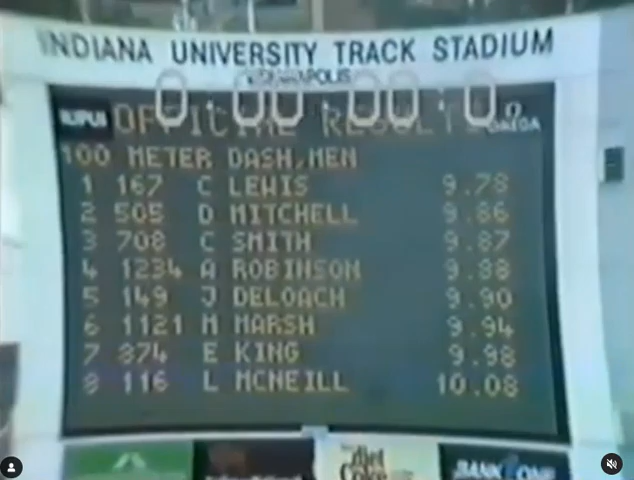 INDIANA UNIVERSITY TRACK STADIUM
INDIANAPOLIS
0:00:00.0
IUPUI OFFICIAL RESULTS Ω OMEGA
100 METER DASH,MEN
1 167 C LEWIS 9.78
2 505 D MITCHELL 9.86
3 708 C SMITH 9.87
4 1234 A ROBINSON 9.88
5 149 J DELOACH 9.90
6 1121 M MARSH 9.94
7 874 E KING 9.98
8 116 L MCNEILL 10.08
diet
Coke
BANK ONE